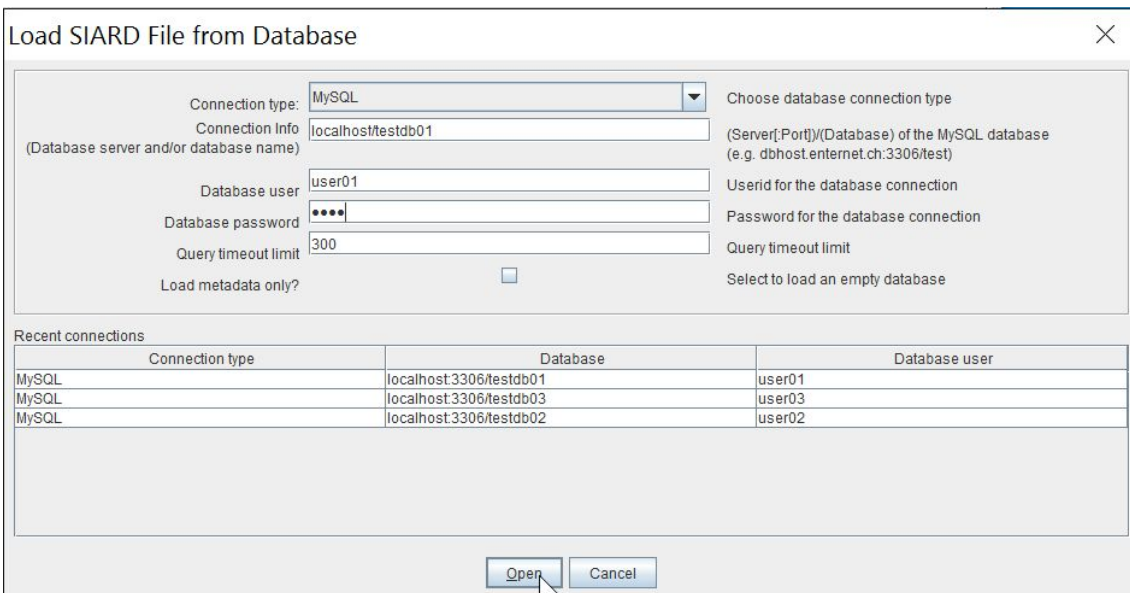 Load SIARD File from Database
Connection type: MySQL Choose database connection type
Connection Info localhost/testdb01 (Server[:Port])/(Database) of the MySQL database
(Database server and/or database name) (e.g. dbhost.enternet.ch:3306/test)
Database user user01 Userid for the database connection
Database password •••• Password for the database connection
Query timeout limit 300 Query timeout limit
Load metadata only? Select to load an empty database
Recent connections
Connection type Database Database user
MySQL localhost:3306/testdb01 user01
MySQL localhost:3306/testdb03 user03
MySQL localhost:3306/testdb02 user02
Open Cancel